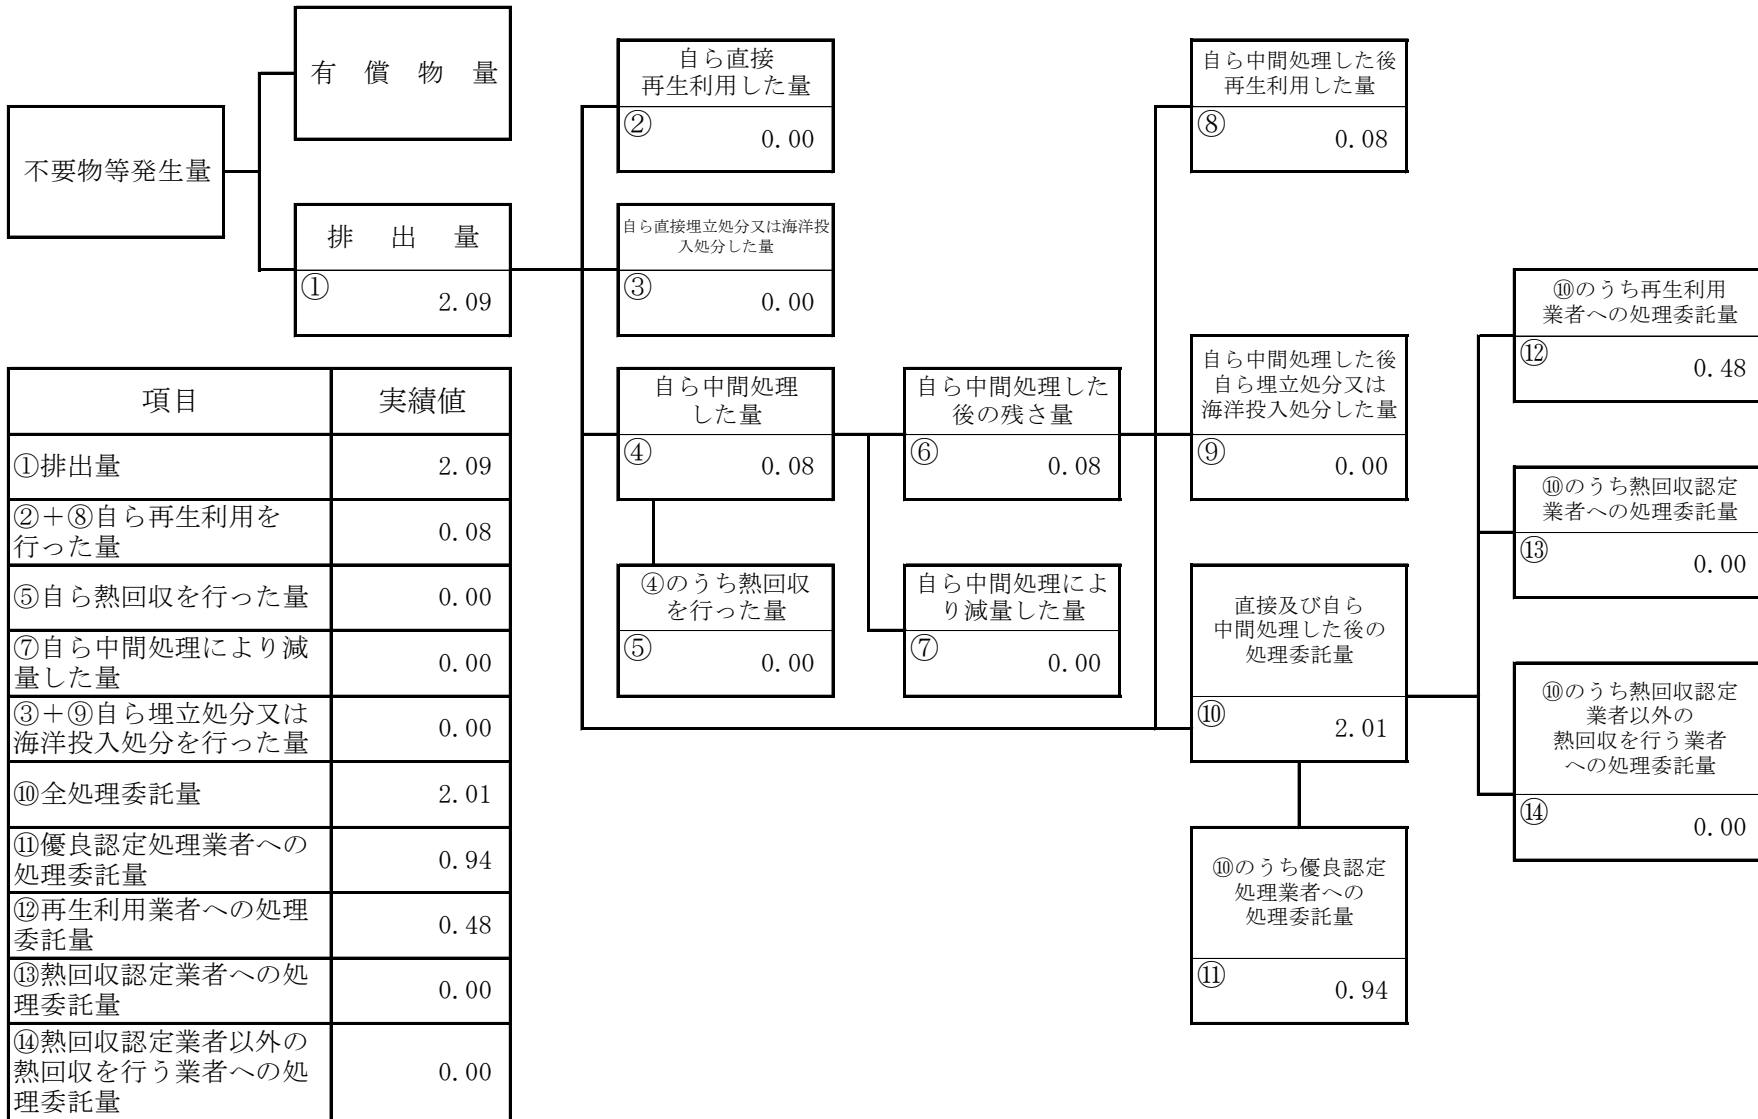 不要物等発生量
有 償 物 量
排 出 量
①
2.09
自ら直接
再生利用した量
②
0.00
自ら直接埋立処分又は海洋投
入処分した量
③
0.00
自ら中間処理
した量
④
0.08
④のうち熱回収
を行った量
⑤
0.00
自ら中間処理した
後の残さ量
⑥
0.08
自ら中間処理によ
り減量した量
⑦
0.00
自ら中間処理した後
再生利用した量
⑧
0.08
自ら中間処理した後
自ら埋立処分又は
海洋投入処分した量
⑨
0.00
直接及び自ら
中間処理した後の
処理委託量
⑩
2.01
⑩のうち優良認定
処理業者への
処理委託量
⑪
0.94
⑩のうち再生利用
業者への処理委託量
⑫
0.48
⑩のうち熱回収認定
業者への処理委託量
⑬
0.00
⑩のうち熱回収認定
業者以外の
熱回収を行う業者
への処理委託量
⑭
0.00
項目 実績値
①排出量 2.09
②＋⑧自ら再生利用を
行った量 0.08
⑤自ら熱回収を行った量 0.00
⑦自ら中間処理により減
量した量 0.00
③＋⑨自ら埋立処分又は
海洋投入処分を行った量 0.00
⑩全処理委託量 2.01
⑪優良認定処理業者への
処理委託量 0.94
⑫再生利用業者への処理
委託量 0.48
⑬熱回収認定業者への処
理委託量 0.00
⑭熱回収認定業者以外の
熱回収を行う業者への処
理委託量 0.00